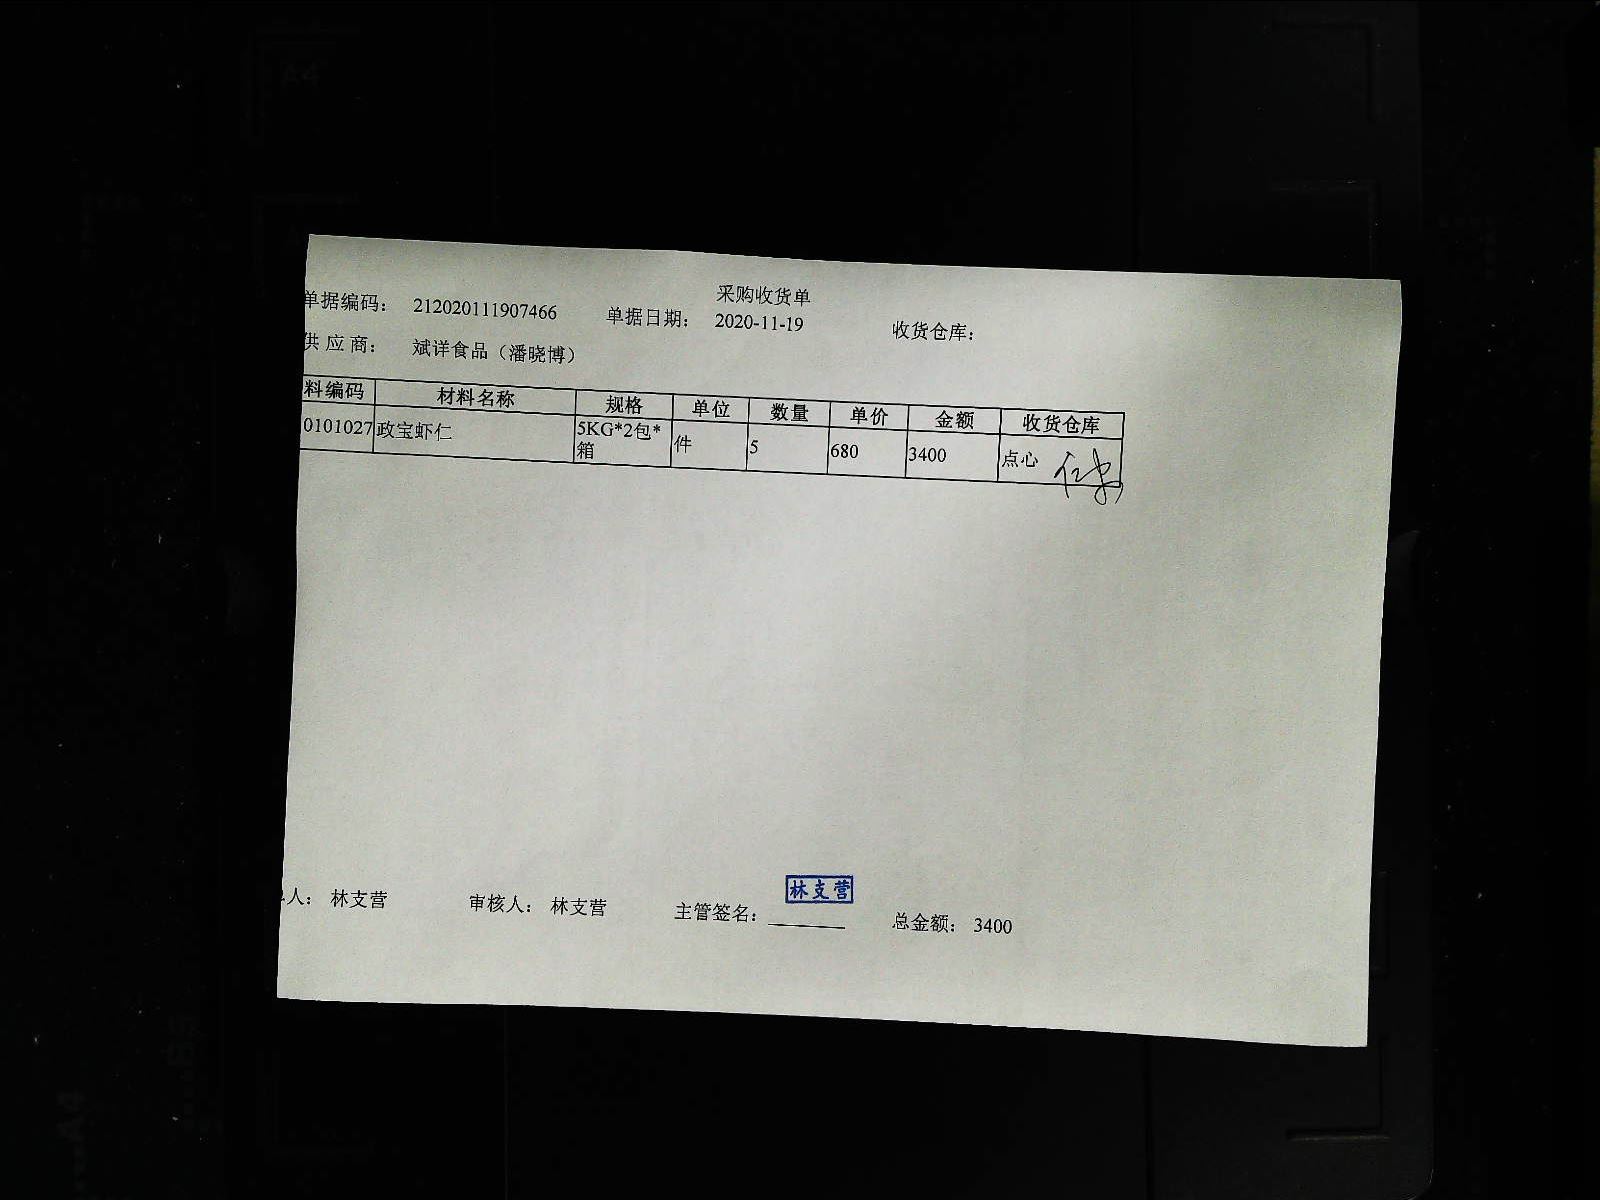 采购收货单
单据编码： 212020111907466 单据日期： 2020-11-19 收货仓库：
供 应 商： 斌详食品（潘晓博）
料编码 材料名称 规格 单位 数量 单价 金额 收货仓库
0101027 政宝虾仁 5KG*2包*箱 件 5 680 3400 点心
林支营
人： 林支营 审核人： 林支营 主管签名： 总金额： 3400